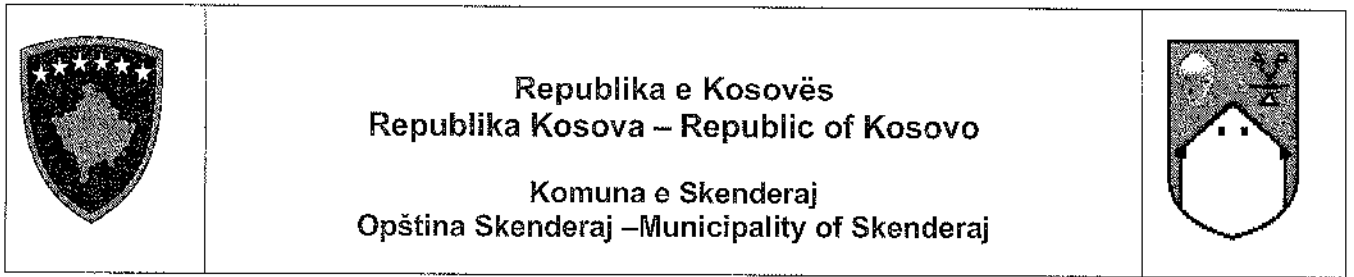 Republika e Kosovës
Republika Kosova – Republic of Kosovo
Komuna e Skenderaj
Opština Skenderaj –Municipality of Skenderaj